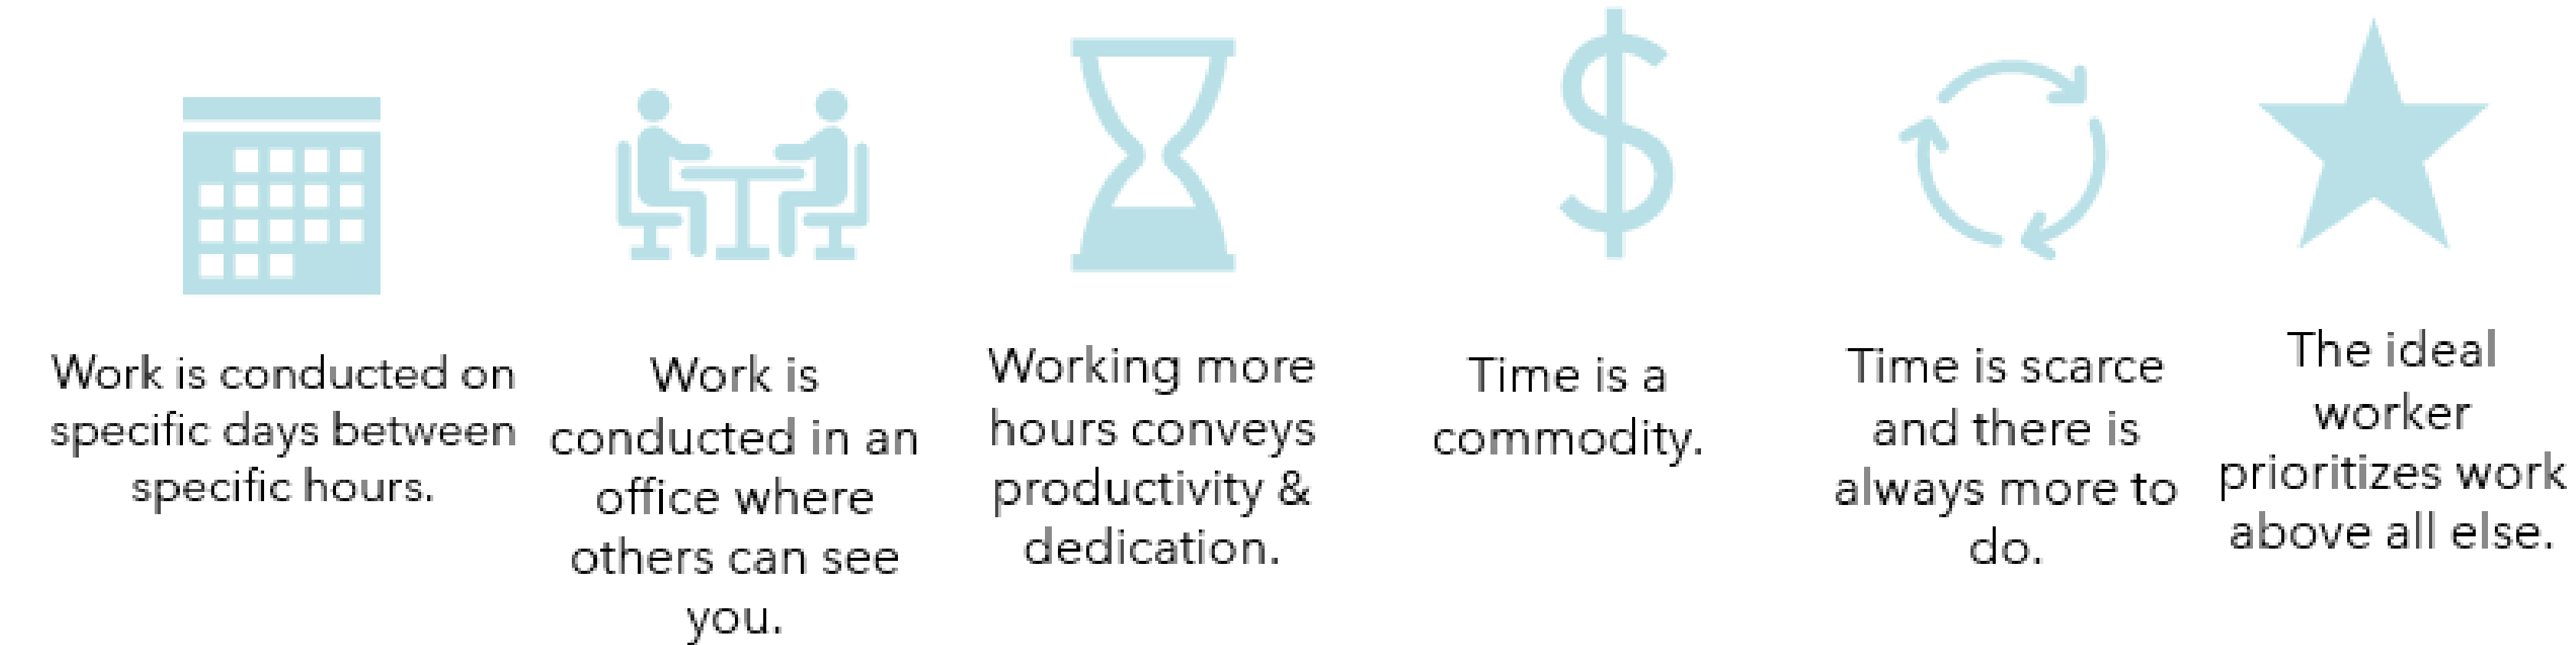 Work is conducted on
specific days between
specific hours.
Work is
conducted in an
office where
others can see
you.
Working more
hours conveys
productivity &
dedication.
Time is a
commodity.
Time is scarce
and there is
always more to
do.
The ideal
worker
prioritizes work
above all else.